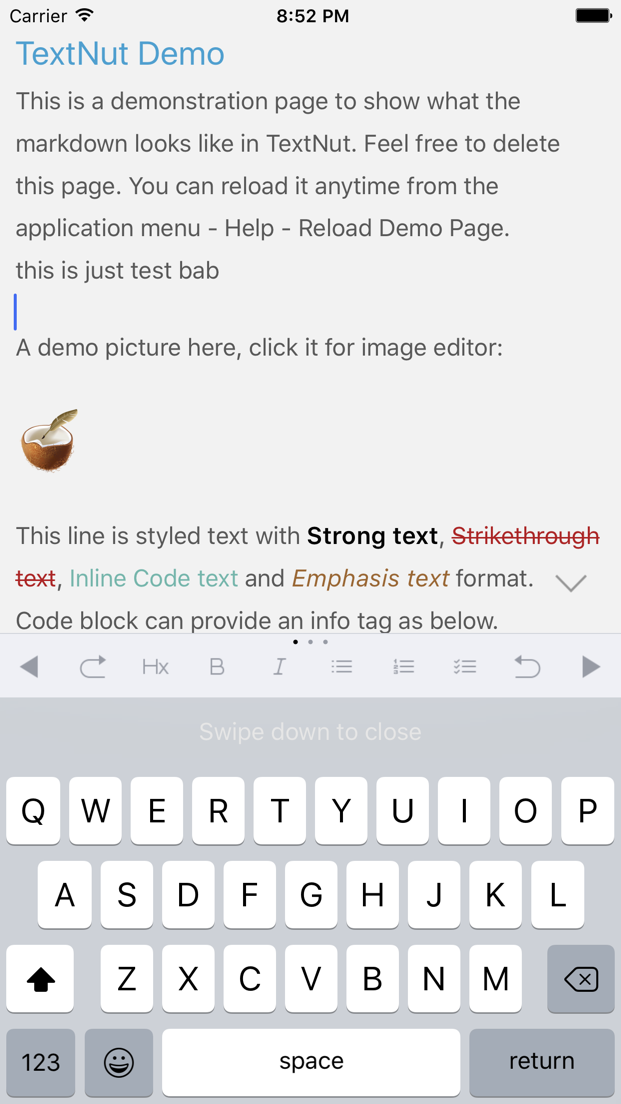 Carrier 8:52 PM
TextNut Demo
This is a demonstration page to show what the
markdown looks like in TextNut. Feel free to delete
this page. You can reload it anytime from the
application menu - Help - Reload Demo Page.
this is just test bab
A demo picture here, click it for image editor:
This line is styled text with Strong text, Strikethrough
text, Inline Code text and Emphasis text format.
Code block can provide an info tag as below.
Hx B I
Swipe down to close
Q W E R T Y U I O P
A S D F G H J K L
Z X C V B N M
123 space return